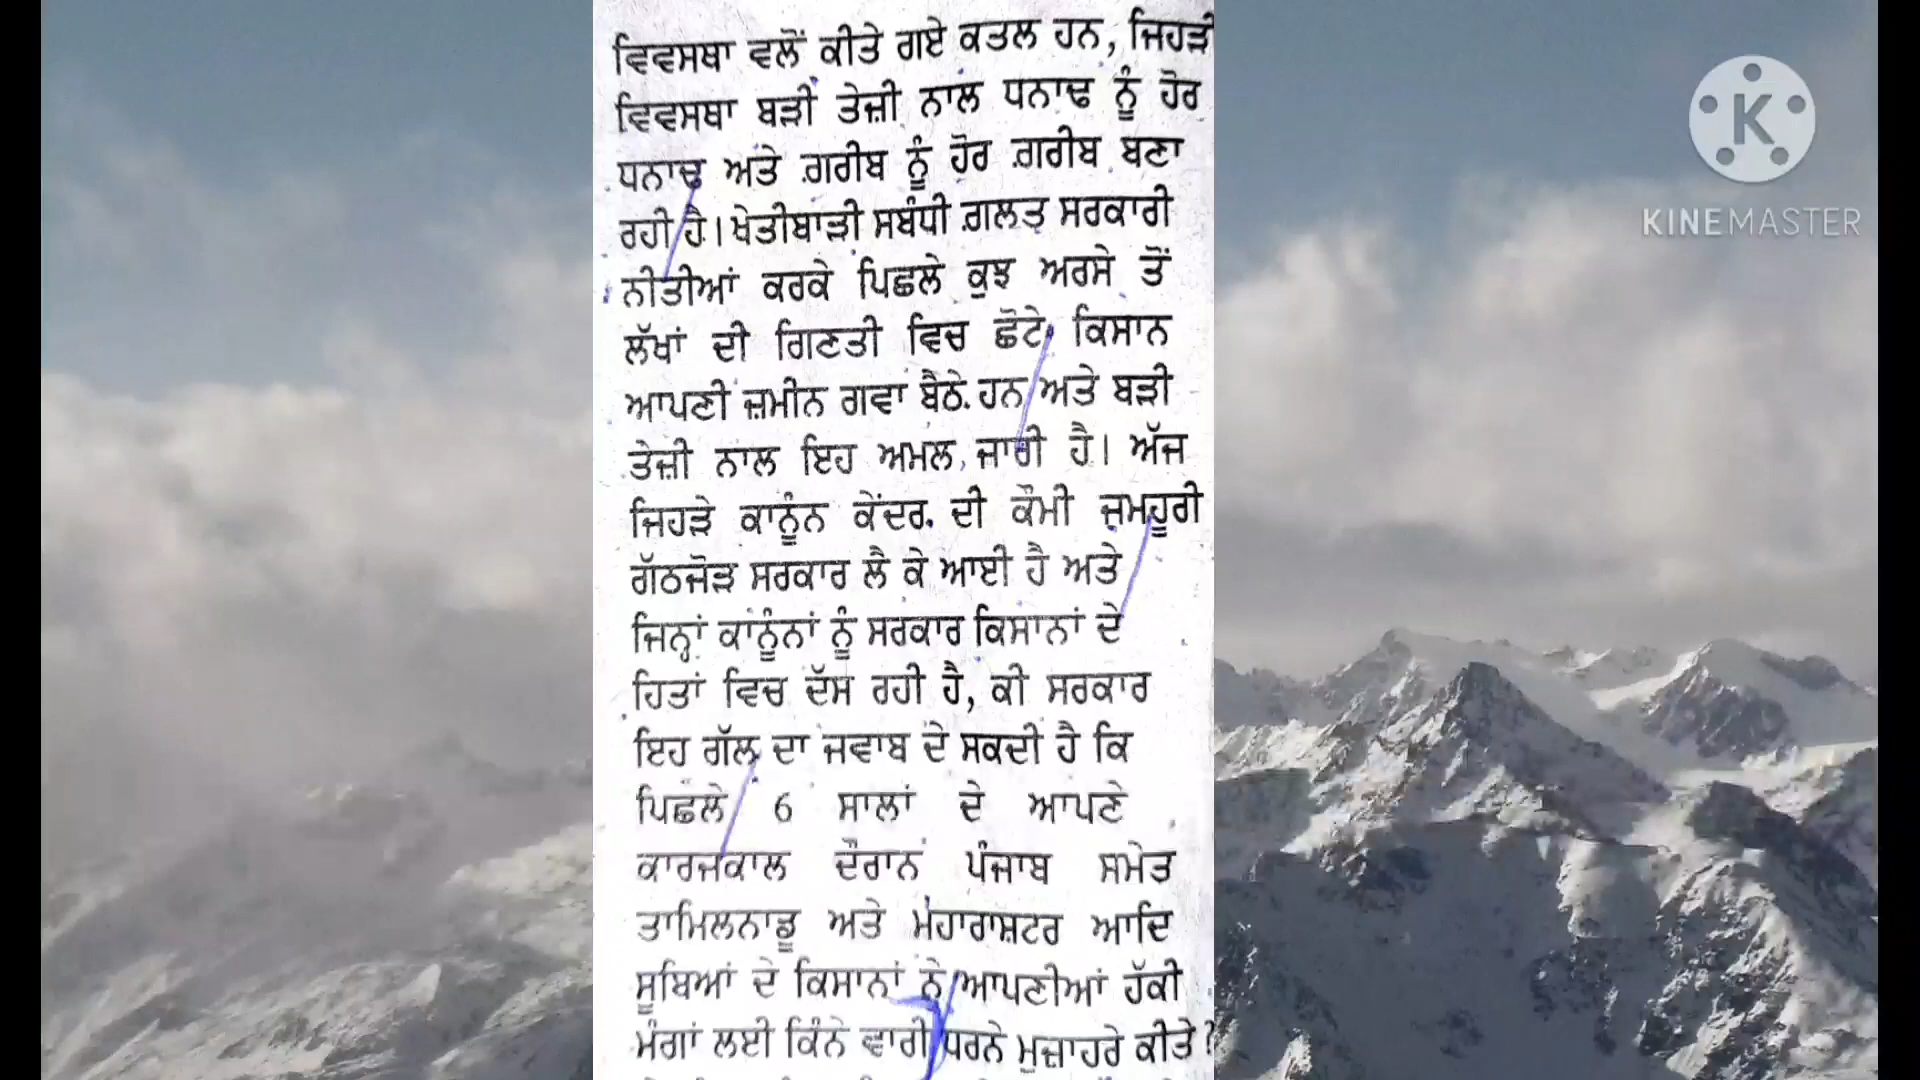 ਵਿਵਸਥਾ ਵਲੋਂ ਕੀਤੇ ਗਏ ਕਤਲ ਹਨ, ਜਿਹੜੀ
ਵਿਵਸਥਾ ਬੜੀ ਤੇਜ਼ੀ ਨਾਲ ਧਨਾਢ ਨੂੰ ਹੋਰ
ਧਨਾਢ ਅਤੇ ਗ਼ਰੀਬ ਨੂੰ ਹੋਰ ਗ਼ਰੀਬ ਬਣਾ
ਰਹੀ ਹੈ। ਖੇਤੀਬਾੜੀ ਸਬੰਧੀ ਗ਼ਲਤ ਸਰਕਾਰੀ
ਨੀਤੀਆਂ ਕਰਕੇ ਪਿਛਲੇ ਕੁਝ ਅਰਸੇ ਤੋਂ
ਲੱਖਾਂ ਦੀ ਗਿਣਤੀ ਵਿਚ ਛੋਟੇ ਕਿਸਾਨ
ਆਪਣੀ ਜ਼ਮੀਨ ਗਵਾ ਬੈਠੇ ਹਨ ਅਤੇ ਬੜੀ
ਤੇਜ਼ੀ ਨਾਲ ਇਹ ਅਮਲ ਜਾਰੀ ਹੈ। ਅੱਜ
ਜਿਹੜੇ ਕਾਨੂੰਨ ਕੇਂਦਰ ਦੀ ਕੌਮੀ ਜਮਹੂਰੀ
ਗੱਠਜੋੜ ਸਰਕਾਰ ਲੈ ਕੇ ਆਈ ਹੈ ਅਤੇ
ਜਿਨ੍ਹਾਂ ਕਾਨੂੰਨਾਂ ਨੂੰ ਸਰਕਾਰ ਕਿਸਾਨਾਂ ਦੇ
ਹਿਤਾਂ ਵਿਚ ਦੱਸ ਰਹੀ ਹੈ, ਕੀ ਸਰਕਾਰ
ਇਹ ਗੱਲ ਦਾ ਜਵਾਬ ਦੇ ਸਕਦੀ ਹੈ ਕਿ
ਪਿਛਲੇ 6 ਸਾਲਾਂ ਦੇ ਆਪਣੇ
ਕਾਰਜਕਾਲ ਦੌਰਾਨ ਪੰਜਾਬ ਸਮੇਤ
ਤਾਮਿਲਨਾਡੂ ਅਤੇ ਮਹਾਰਾਸ਼ਟਰ ਆਦਿ
ਸੂਬਿਆਂ ਦੇ ਕਿਸਾਨਾਂ ਨੇ ਆਪਣੀਆਂ ਹੱਕੀ
ਮੰਗਾਂ ਲਈ ਕਿੰਨੇ ਵਾਰੀ ਧਰਨੇ ਮੁਜ਼ਾਹਰੇ ਕੀਤੇ?
K
KINEMASTER